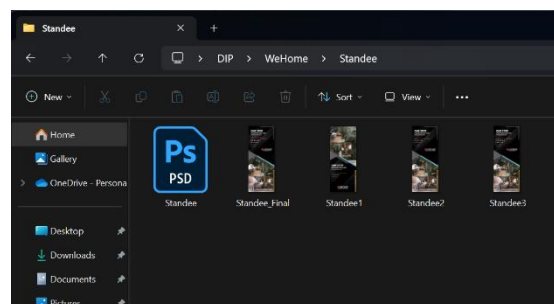 Standee
DIP > WeHome > Standee
New
Sort
View
Home
Gallery
OneDrive - Persona
Desktop
Downloads
Documents
Pictures
Ps
PSD
Standee
Standee_Final
Standee1
Standee2
Standee3